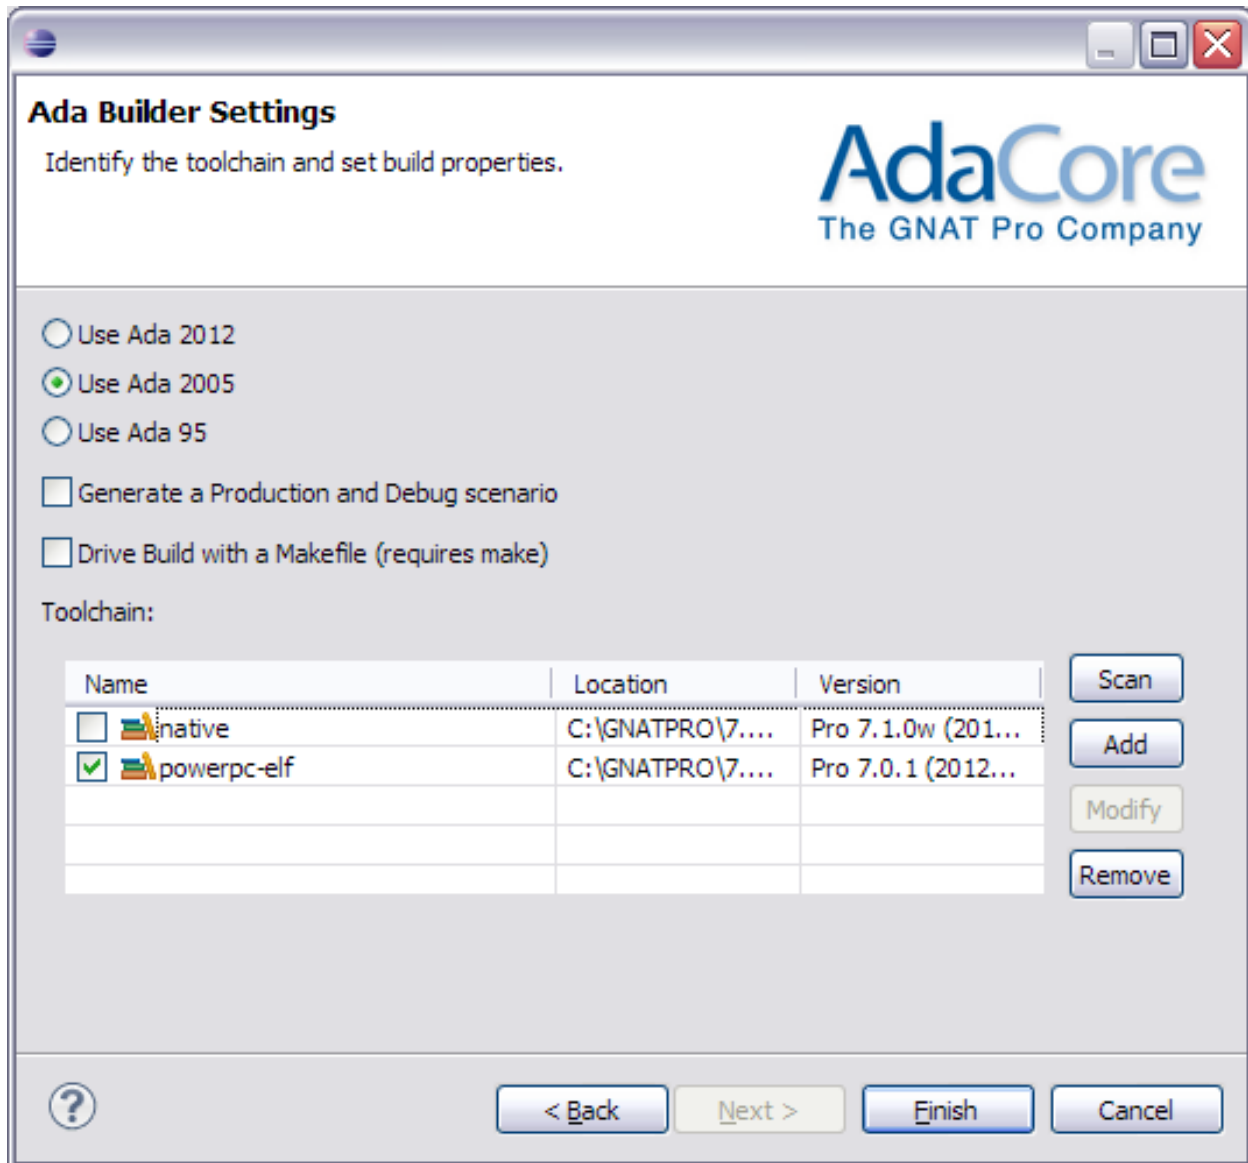 Ada Builder Settings
Identify the toolchain and set build properties.
AdaCore
The GNAT Pro Company
Use Ada 2012
Use Ada 2005
Use Ada 95
Generate a Production and Debug scenario
Drive Build with a Makefile (requires make)
Toolchain:
Name Location Version
native C:\GNATPRO\7.... Pro 7.1.0w (201...
powerpc-elf C:\GNATPRO\7.... Pro 7.0.1 (2012...
Scan
Add
Modify
Remove
?
< Back Next > Finish Cancel